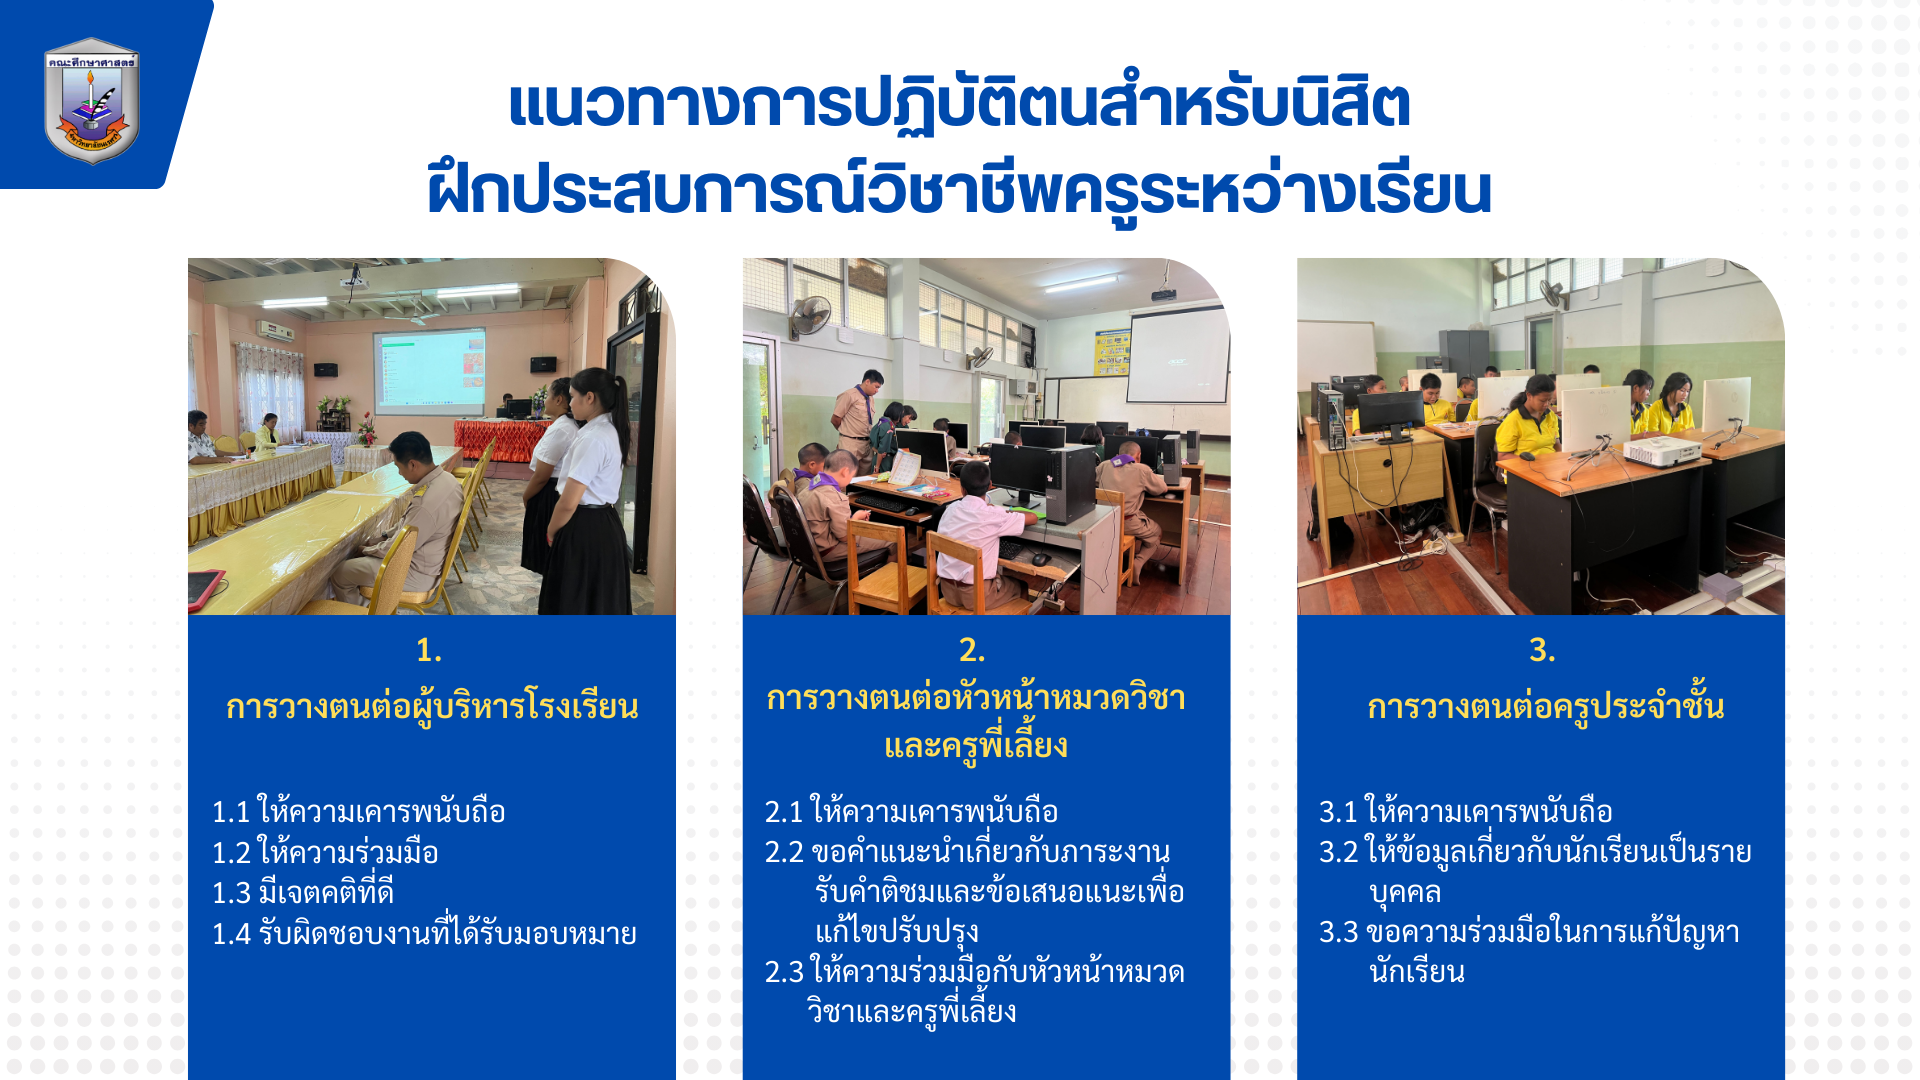 คณะศึกษาศาสตร์
แนวทางการปฏิบัติตนสำหรับนิสิต
ฝึกประสบการณ์วิชาชีพครูระหว่างเรียน
1.
การวางตนต่อผู้บริหารโรงเรียน
1.1 ให้ความเคารพนับถือ
1.2 ให้ความร่วมมือ
1.3 มีเจตคติที่ดี
1.4 รับผิดชอบงานที่ได้รับมอบหมาย
2.
การวางตนต่อหัวหน้าหมวดวิชา
และครูพี่เลี้ยง
2.1 ให้ความเคารพนับถือ
2.2 ขอคำแนะนำเกี่ยวกับภาระงาน
รับคำติชมและข้อเสนอแนะเพื่อ
แก้ไขปรับปรุง
2.3 ให้ความร่วมมือกับหัวหน้าหมวด
วิชาและครูพี่เลี้ยง
3.
การวางตนต่อครูประจำชั้น
3.1 ให้ความเคารพนับถือ
3.2 ให้ข้อมูลเกี่ยวกับนักเรียนเป็นราย
บุคคล
3.3 ขอความร่วมมือในการแก้ปัญหา
นักเรียน